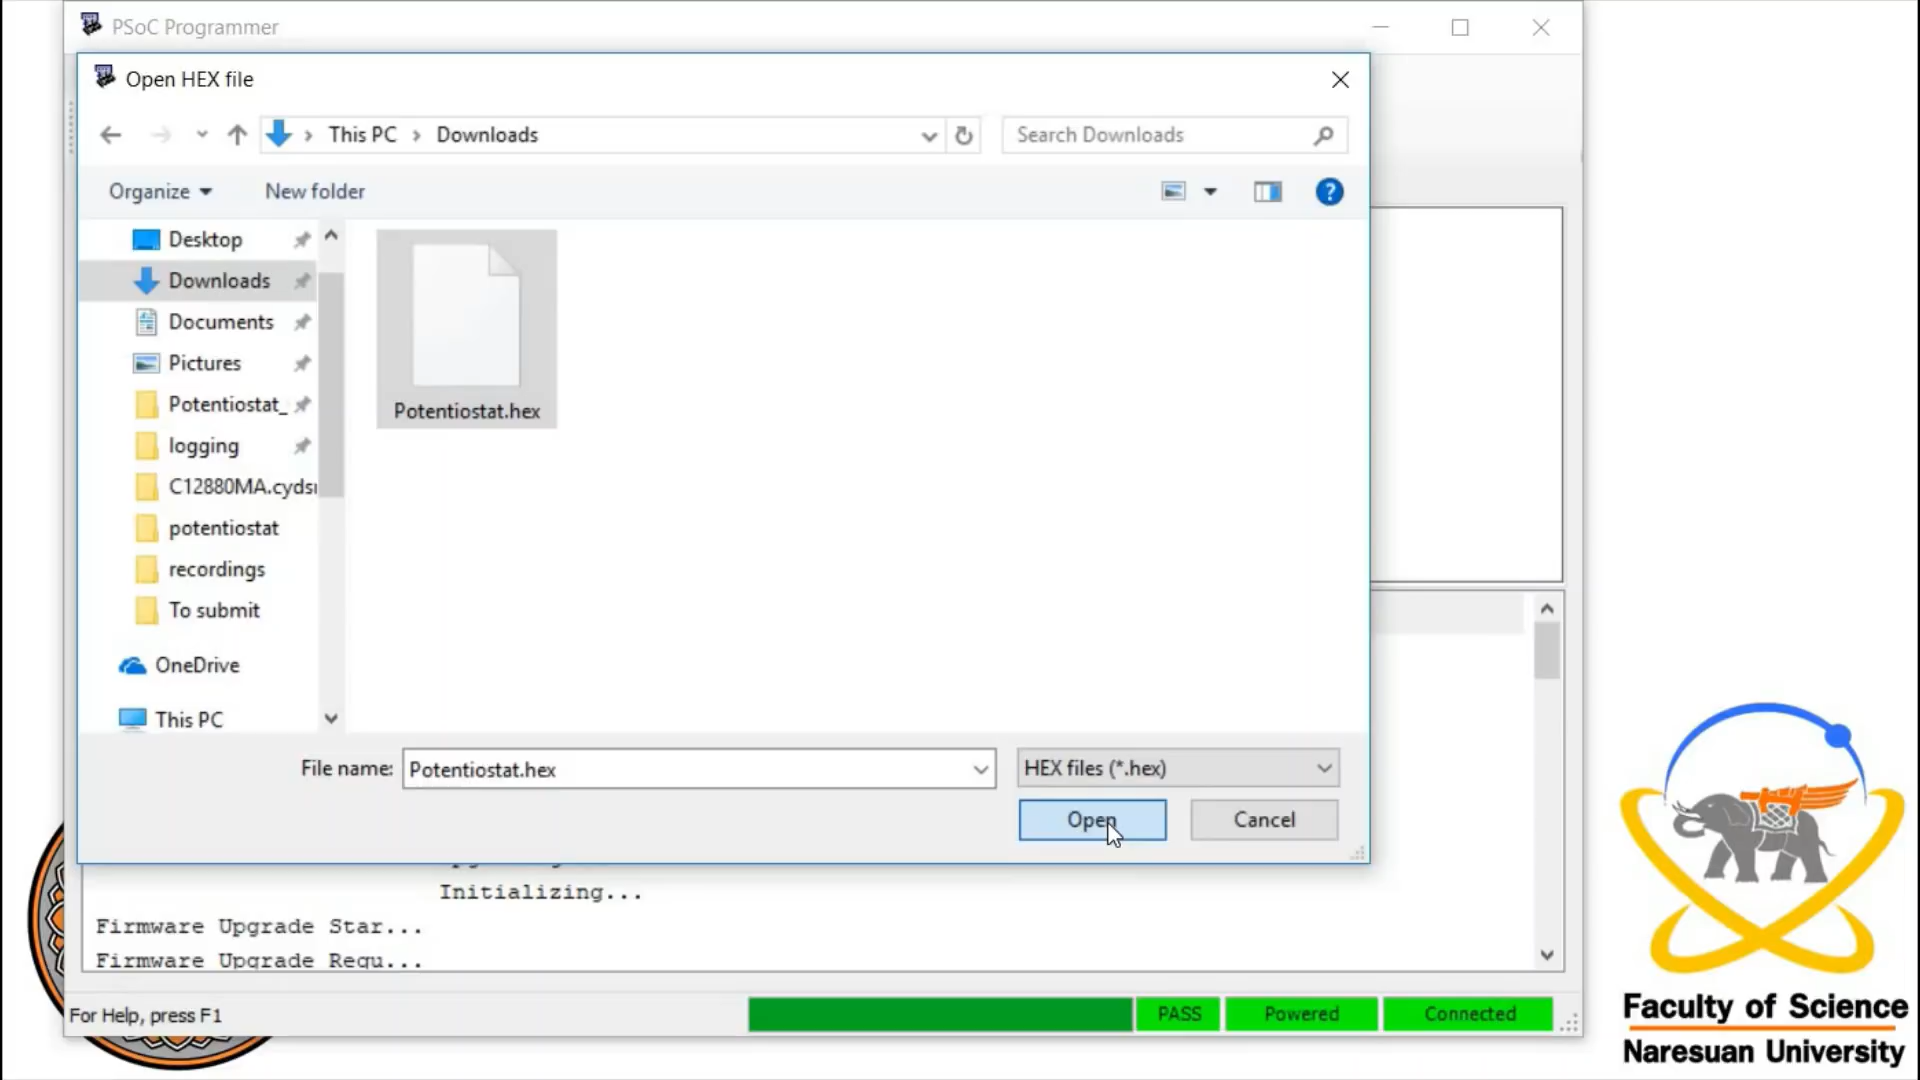 PSoC Programmer
Open HEX file
This PC
Downloads
Search Downloads
Organize
New folder
Desktop
Downloads
Documents
Pictures
Potentiostat_
logging
C12880MA.cyds
potentiostat
recordings
To submit
OneDrive
This PC
Potentiostat.hex
File name:
Potentiostat.hex
HEX files (*.hex)
Open
Cancel
Initializing...
Firmware Upgrade Star...
Firmware Upgrade Requ...
For Help, press F1
PASS
Powered
Connected
Faculty of Science
Naresuan University